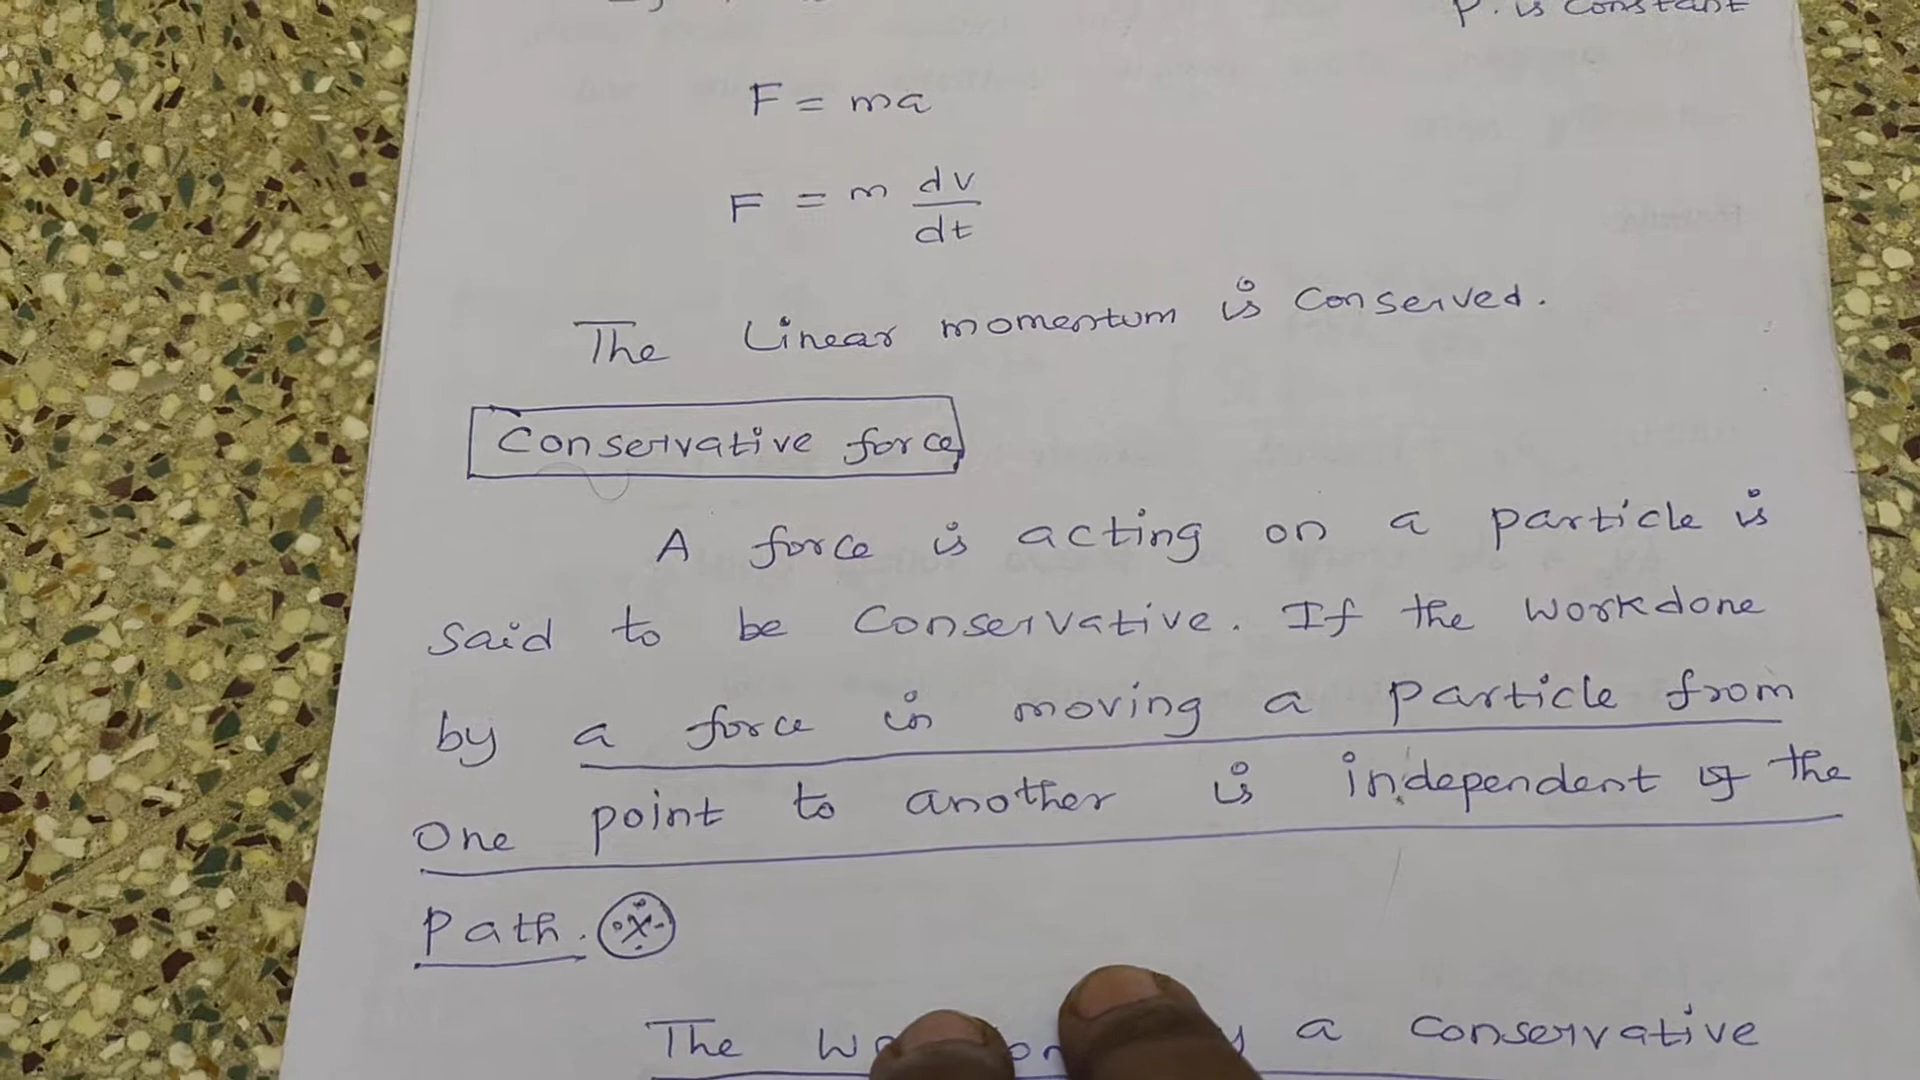 P. is constant
F = ma
F = m dv/dt
The Linear momentum is conserved.
Conservative force
A force is acting on a particle is
said to be conservative. If the workdone
by a force in moving a particle from
one point to another is independent of the
path.
The a conservative